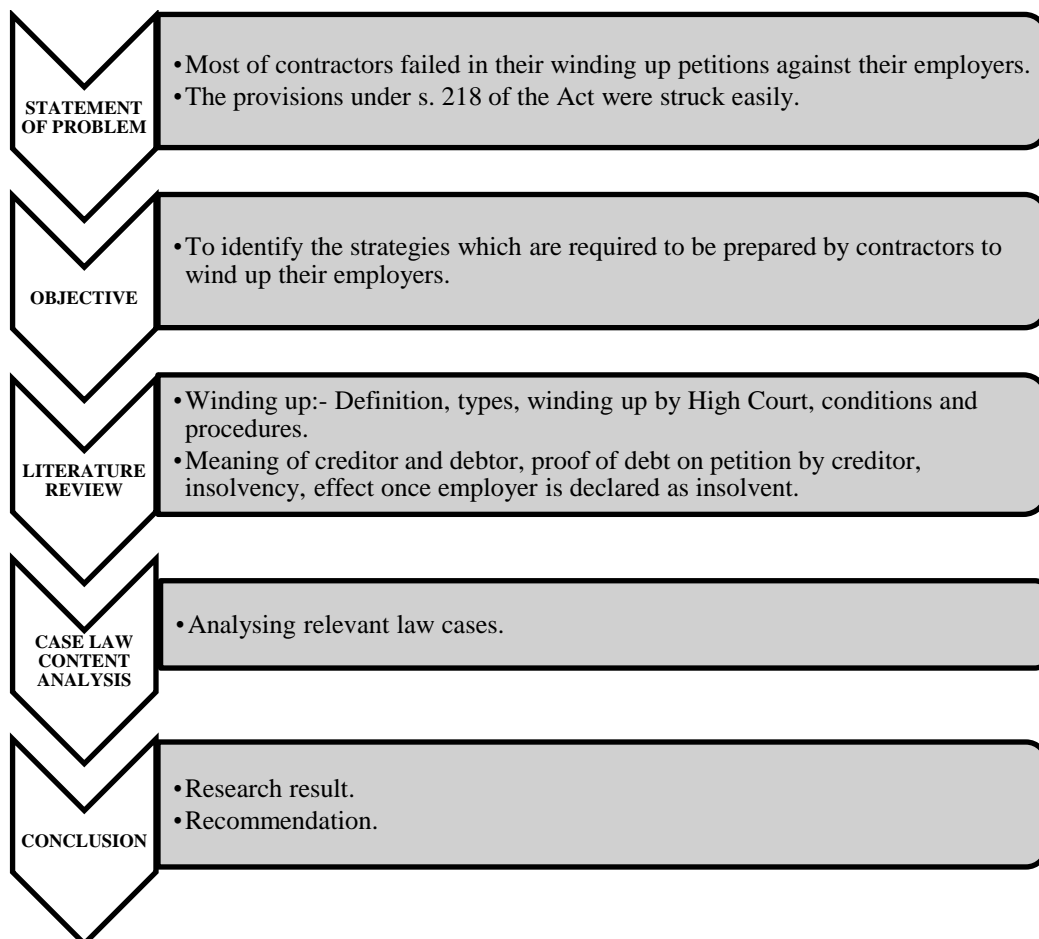 STATEMENT
OF PROBLEM
•Most of contractors failed in their winding up petitions against their employers.
•The provisions under s. 218 of the Act were struck easily.
OBJECTIVE
•To identify the strategies which are required to be prepared by contractors to
wind up their employers.
LITERATURE
REVIEW
•Winding up:- Definition, types, winding up by High Court, conditions and
procedures.
•Meaning of creditor and debtor, proof of debt on petition by creditor,
insolvency, effect once employer is declared as insolvent.
CASE LAW
CONTENT
ANALYSIS
•Analysing relevant law cases.
CONCLUSION
•Research result.
•Recommendation.